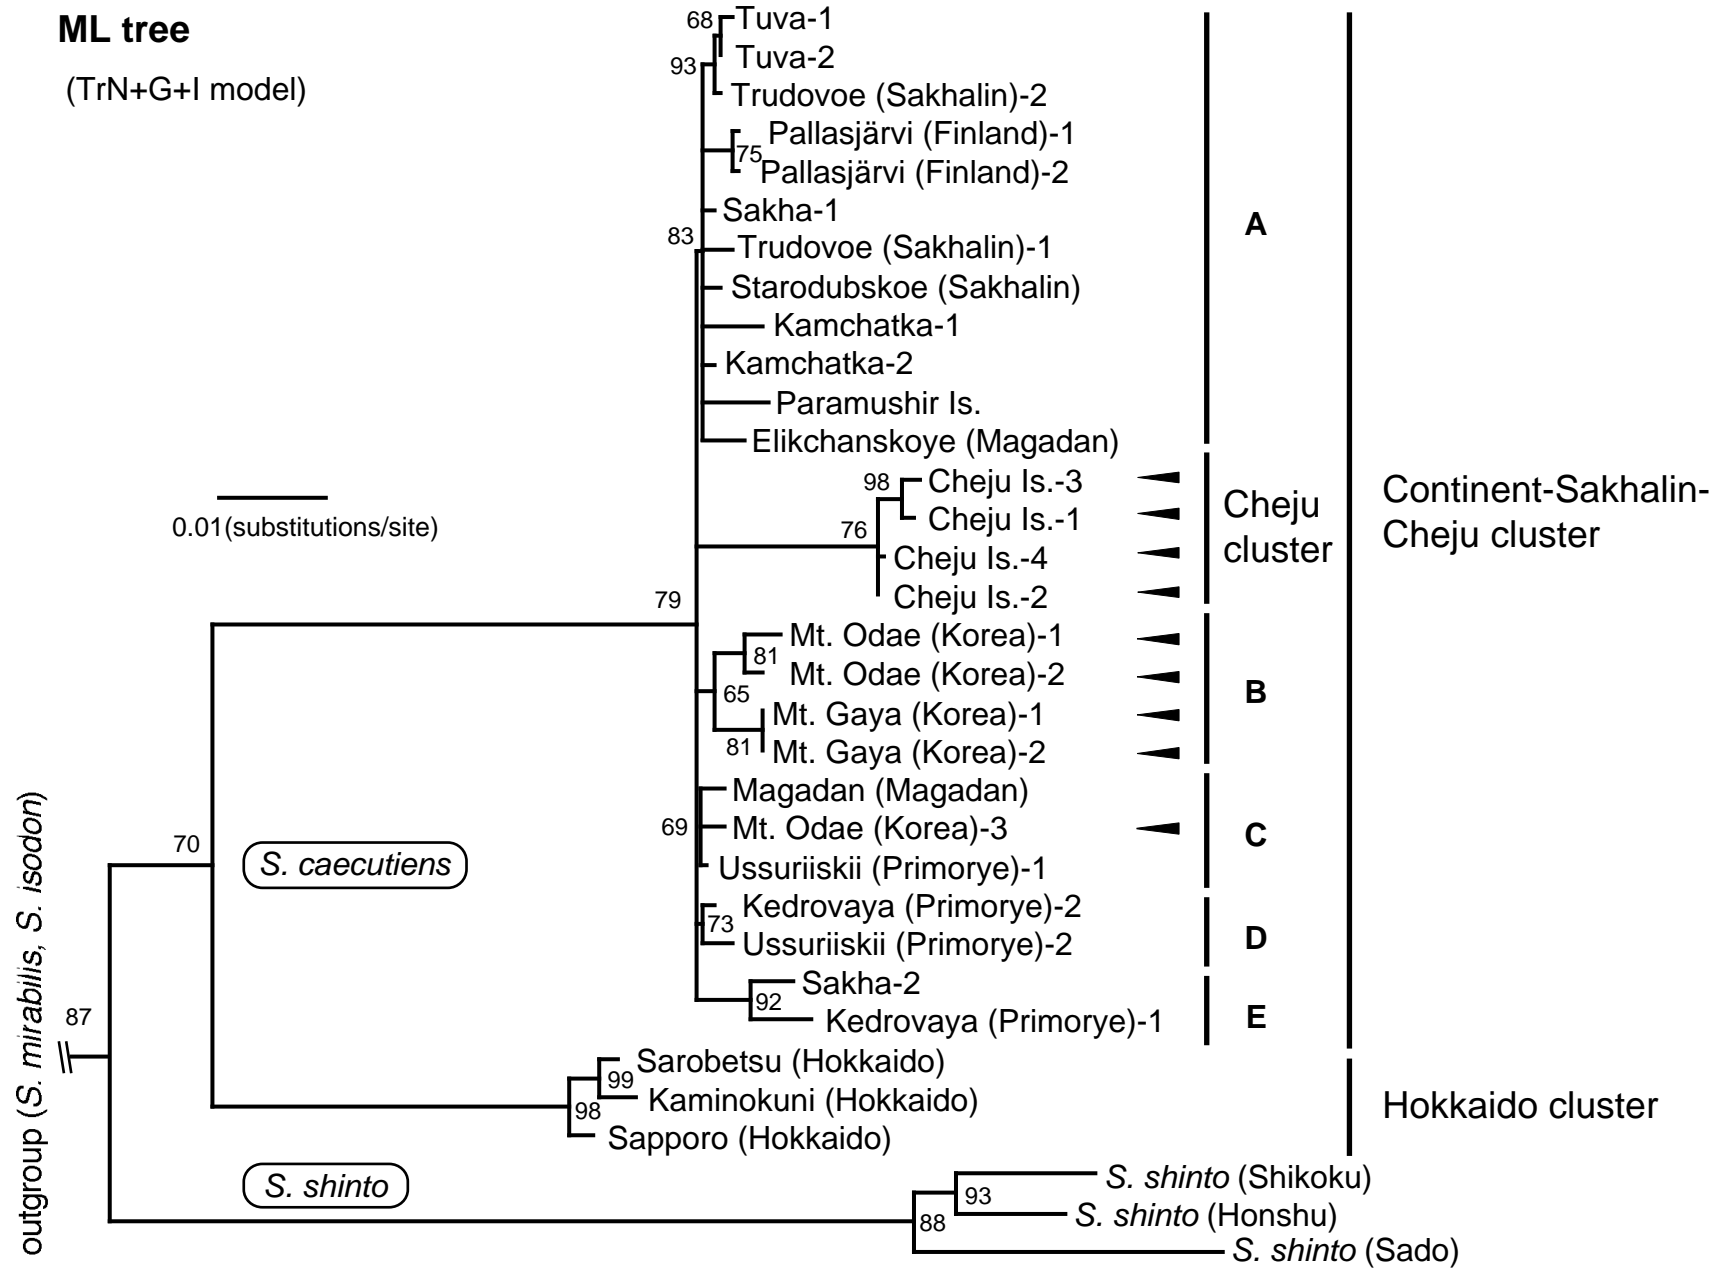 ML tree
(TrN+G+I model)
68
Tuva-1
Tuva-2
93
Trudovoe (Sakhalin)-2
Pallasjärvi (Finland)-1
75
Pallasjärvi (Finland)-2
Sakha-1
A
83
Trudovoe (Sakhalin)-1
Starodubskoe (Sakhalin)
Kamchatka-1
Kamchatka-2
Paramushir Is.
Elikchanskoye (Magadan)
98
Cheju Is.-3
Cheju Is.-1
76
Cheju Is.-4
Cheju Is.-2
Cheju
cluster
Continent-Sakhalin-
Cheju cluster
0.01(substitutions/site)
79
Mt. Odae (Korea)-1
81
Mt. Odae (Korea)-2
65
B
Mt. Gaya (Korea)-1
81
Mt. Gaya (Korea)-2
Magadan (Magadan)
69
Mt. Odae (Korea)-3
C
Ussuriiskii (Primorye)-1
70
S. caecutiens
Kedrovaya (Primorye)-2
73
Ussuriiskii (Primorye)-2
D
Sakha-2
92
Kedrovaya (Primorye)-1
E
87
outgroup (S. mirabilis, S. isodon)
Sarobetsu (Hokkaido)
99
Kaminokuni (Hokkaido)
98
Sapporo (Hokkaido)
Hokkaido cluster
S. shinto
S. shinto (Shikoku)
93
S. shinto (Honshu)
88
S. shinto (Sado)